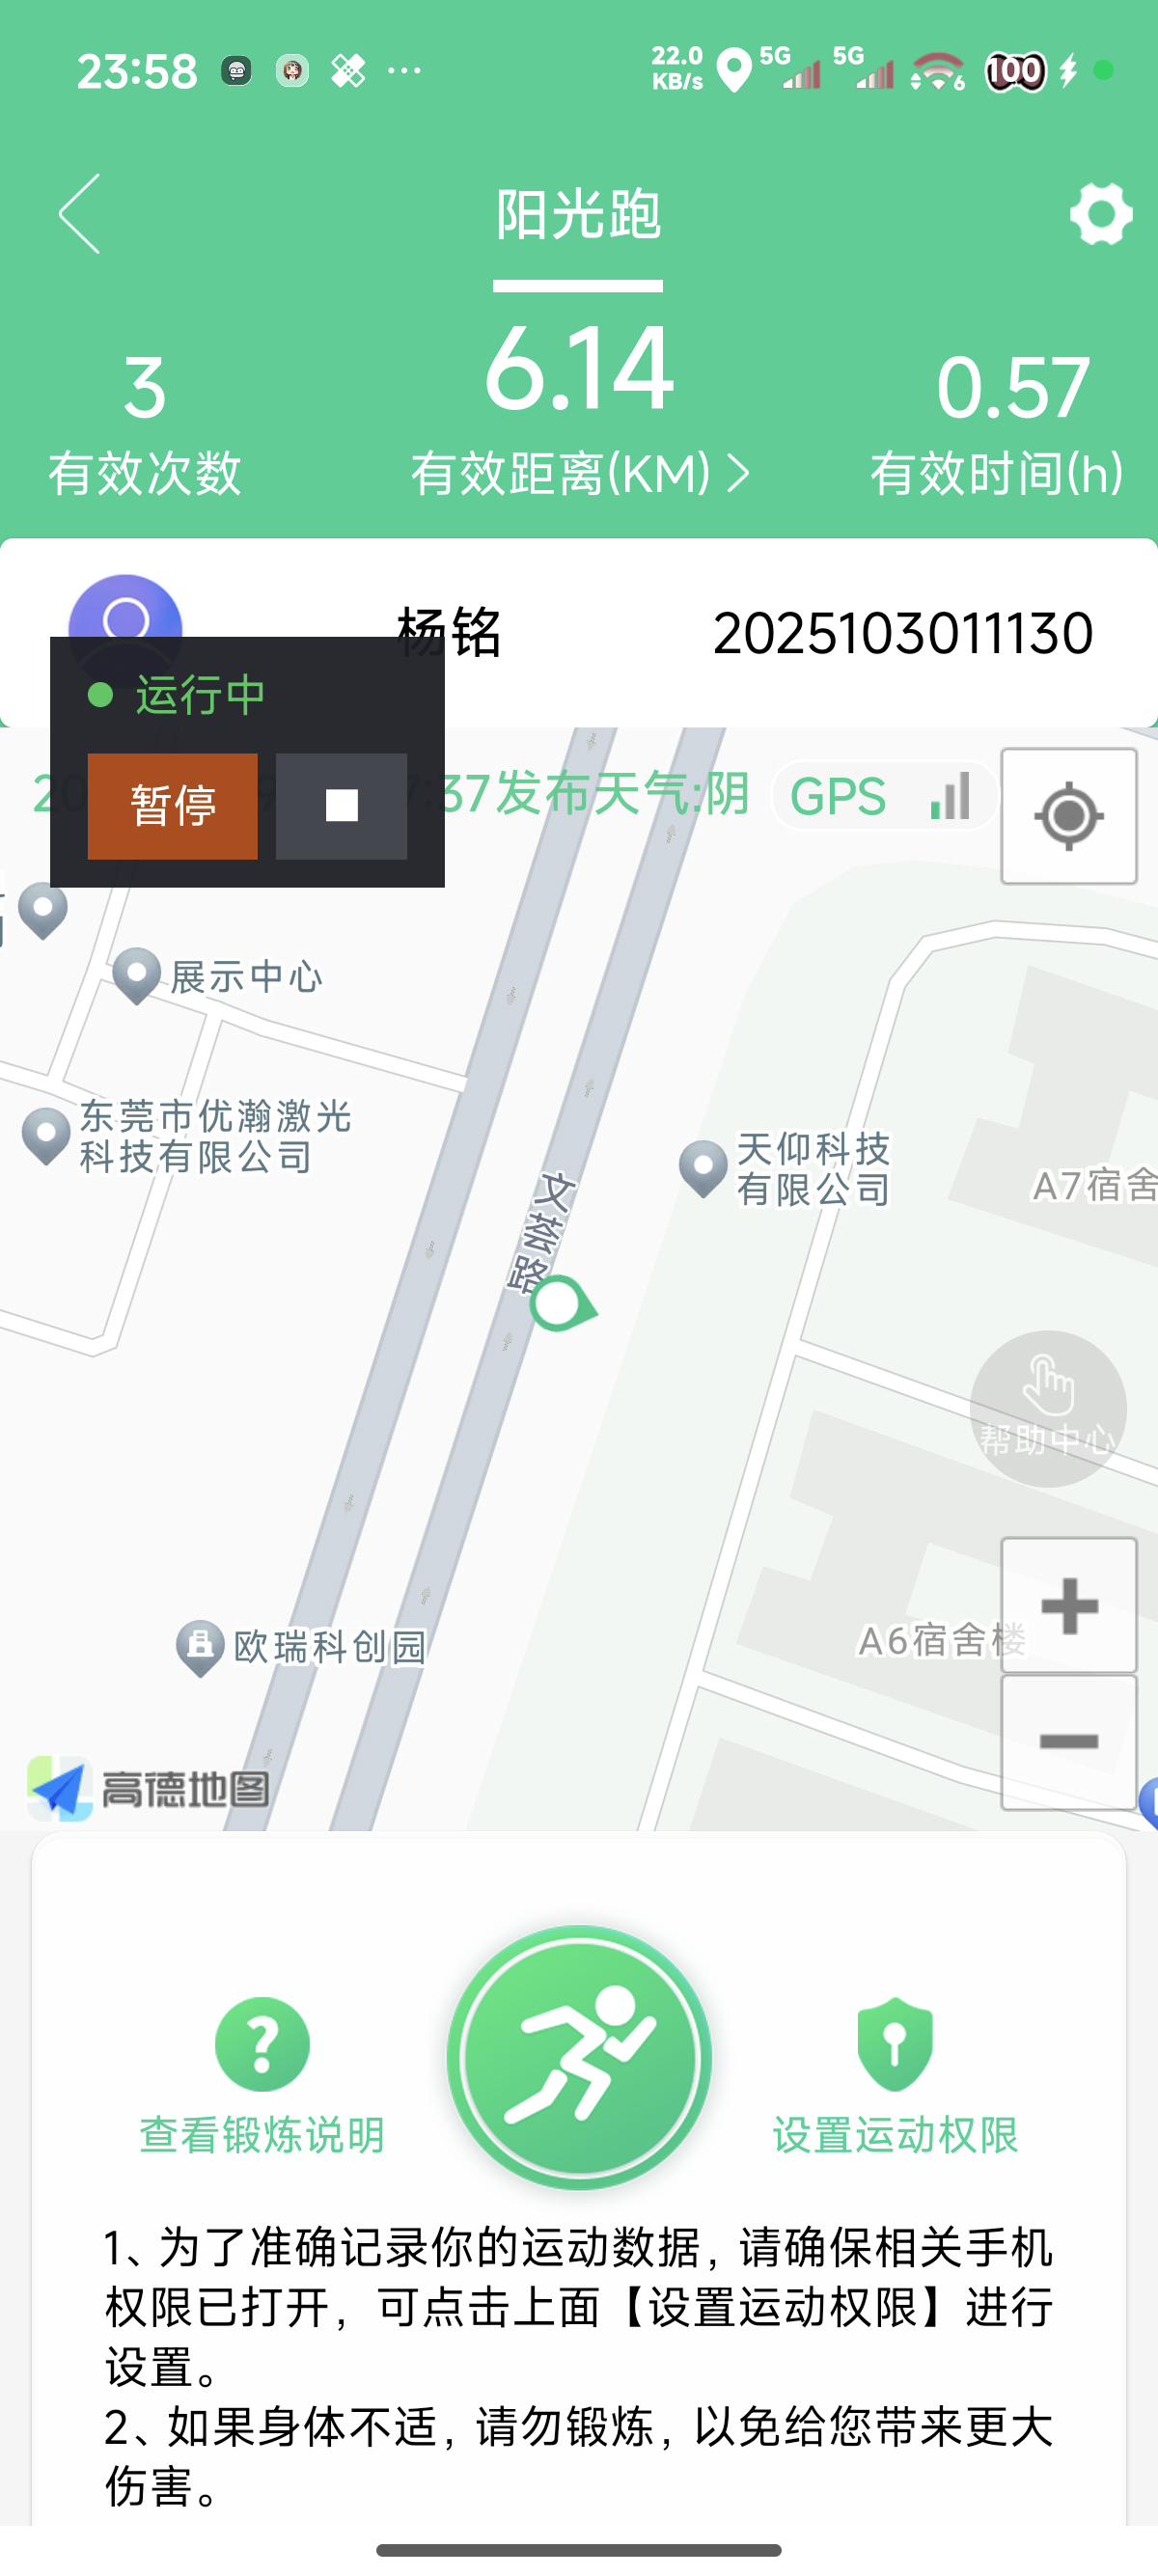 23:58
22.0 KB/s 5G 5G 6 100
阳光跑
3
6.14
0.57
有效次数
有效距离(KM)
有效时间(h)
杨铭
2025103011130
运行中
暂停
7:37发布天气:阴
GPS
展示中心
东莞市优瀚激光
科技有限公司
天仰科技
有限公司
A7宿舍
文荟路
帮助中心
欧瑞科创园
A6宿舍楼
高德地图
查看锻炼说明
设置运动权限
1、为了准确记录你的运动数据，请确保相关手机
权限已打开，可点击上面【设置运动权限】进行
设置。
2、如果身体不适，请勿锻炼，以免给您带来更大
伤害。